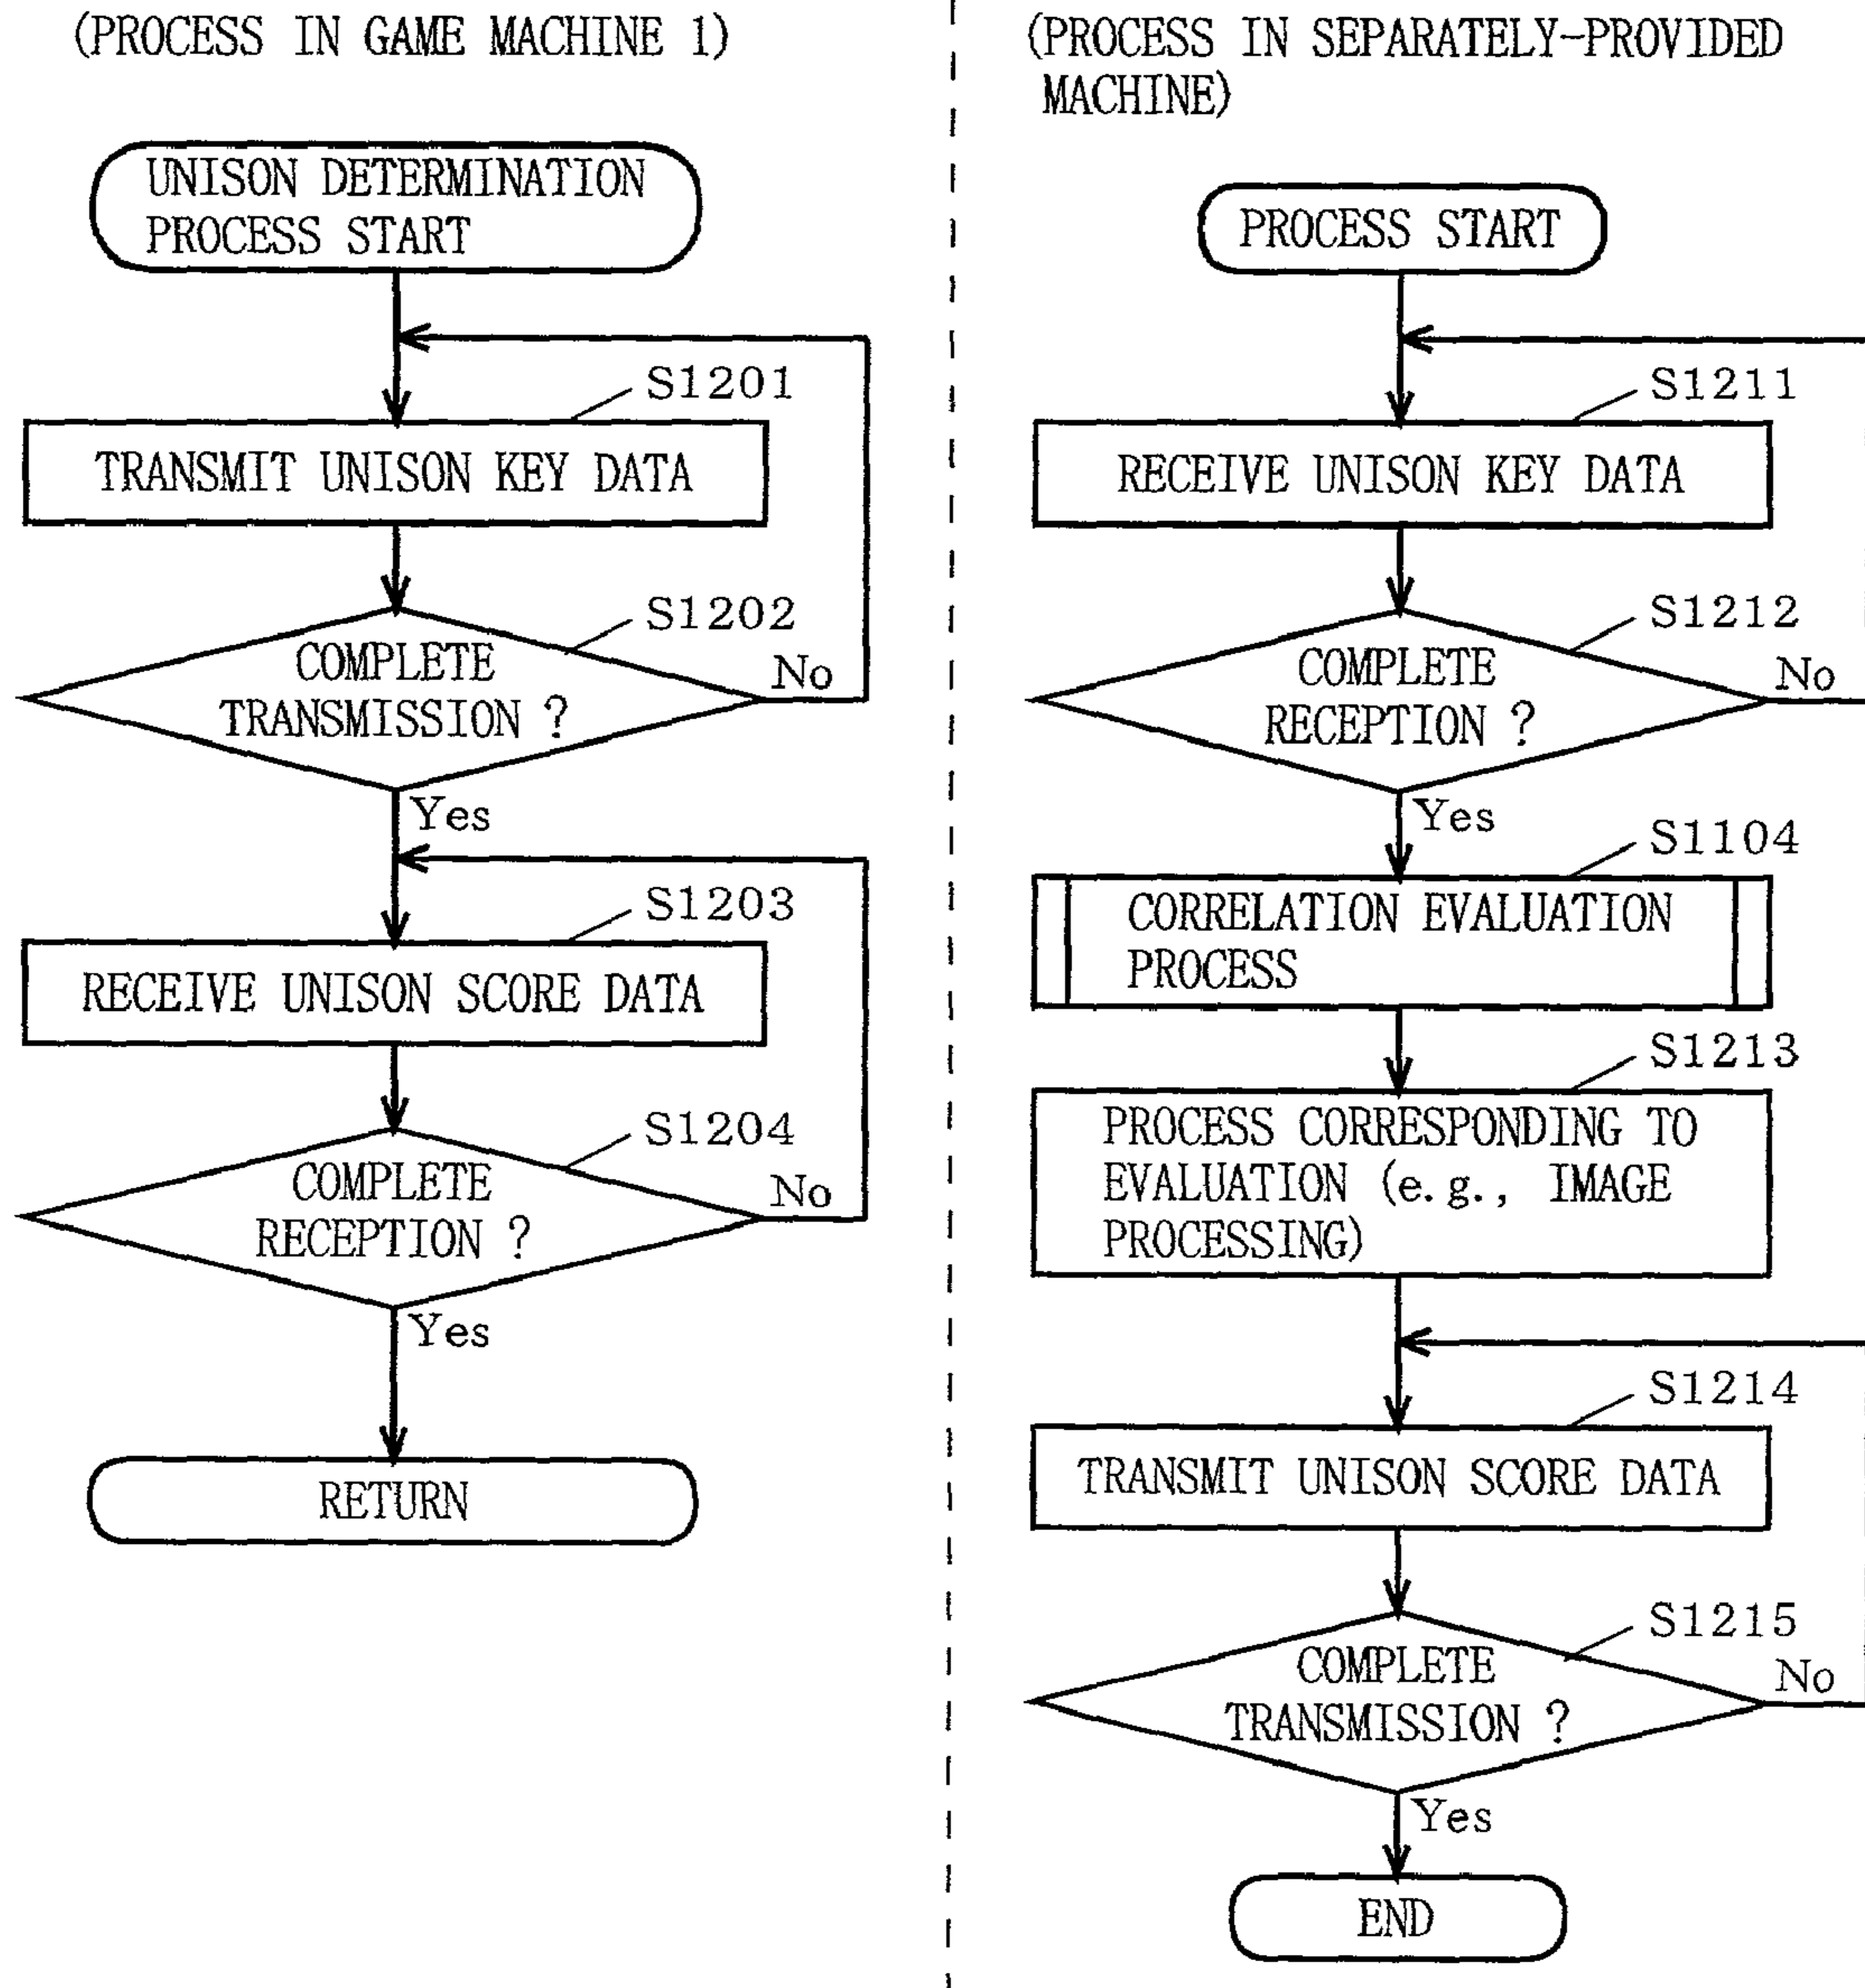 (PROCESS IN GAME MACHINE 1)
UNISON DETERMINATION
PROCESS START
S1201
TRANSMIT UNISON KEY DATA
S1202
COMPLETE
TRANSMISSION ?
No
Yes
S1203
RECEIVE UNISON SCORE DATA
S1204
COMPLETE
RECEPTION ?
No
Yes
RETURN
(PROCESS IN SEPARATELY-PROVIDED
MACHINE)
PROCESS START
S1211
RECEIVE UNISON KEY DATA
S1212
COMPLETE
RECEPTION ?
No
Yes
S1104
CORRELATION EVALUATION
PROCESS
S1213
PROCESS CORRESPONDING TO
EVALUATION (e.g., IMAGE
PROCESSING)
S1214
TRANSMIT UNISON SCORE DATA
S1215
COMPLETE
TRANSMISSION ?
No
Yes
END